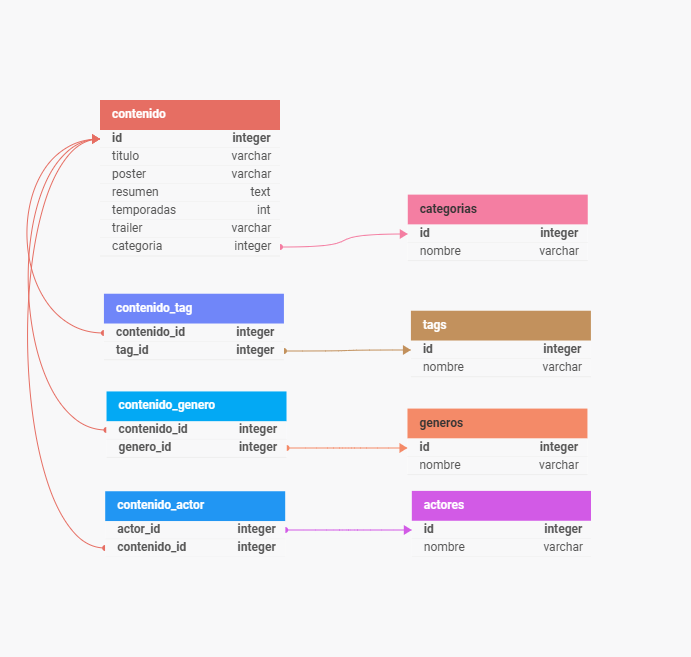 contenido
id integer
titulo varchar
poster varchar
resumen text
temporadas int
trailer varchar
categoria integer
categorias
id integer
nombre varchar
contenido_tag
contenido_id integer
tag_id integer
tags
id integer
nombre varchar
contenido_genero
contenido_id integer
genero_id integer
generos
id integer
nombre varchar
contenido_actor
actor_id integer
contenido_id integer
actores
id integer
nombre varchar